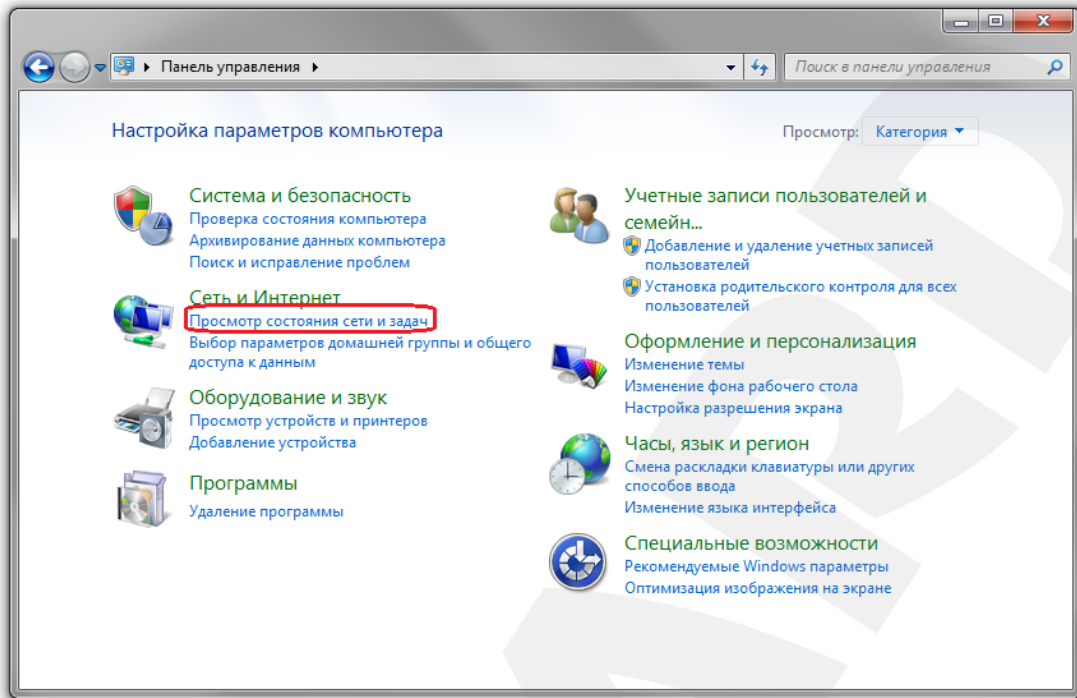 Панель управления
Поиск в панели управления
Настройка параметров компьютера
Просмотр: Категория
Система и безопасность
Проверка состояния компьютера
Архивирование данных компьютера
Поиск и исправление проблем
Сеть и Интернет
Просмотр состояния сети и задач
Выбор параметров домашней группы и общего
доступа к данным
Оборудование и звук
Просмотр устройств и принтеров
Добавление устройства
Программы
Удаление программы
Учетные записи пользователей и
семейн...
Добавление и удаление учетных записей
пользователей
Установка родительского контроля для всех
пользователей
Оформление и персонализация
Изменение темы
Изменение фона рабочего стола
Настройка разрешения экрана
Часы, язык и регион
Смена раскладки клавиатуры или других
способов ввода
Изменение языка интерфейса
Специальные возможности
Рекомендуемые Windows параметры
Оптимизация изображения на экране